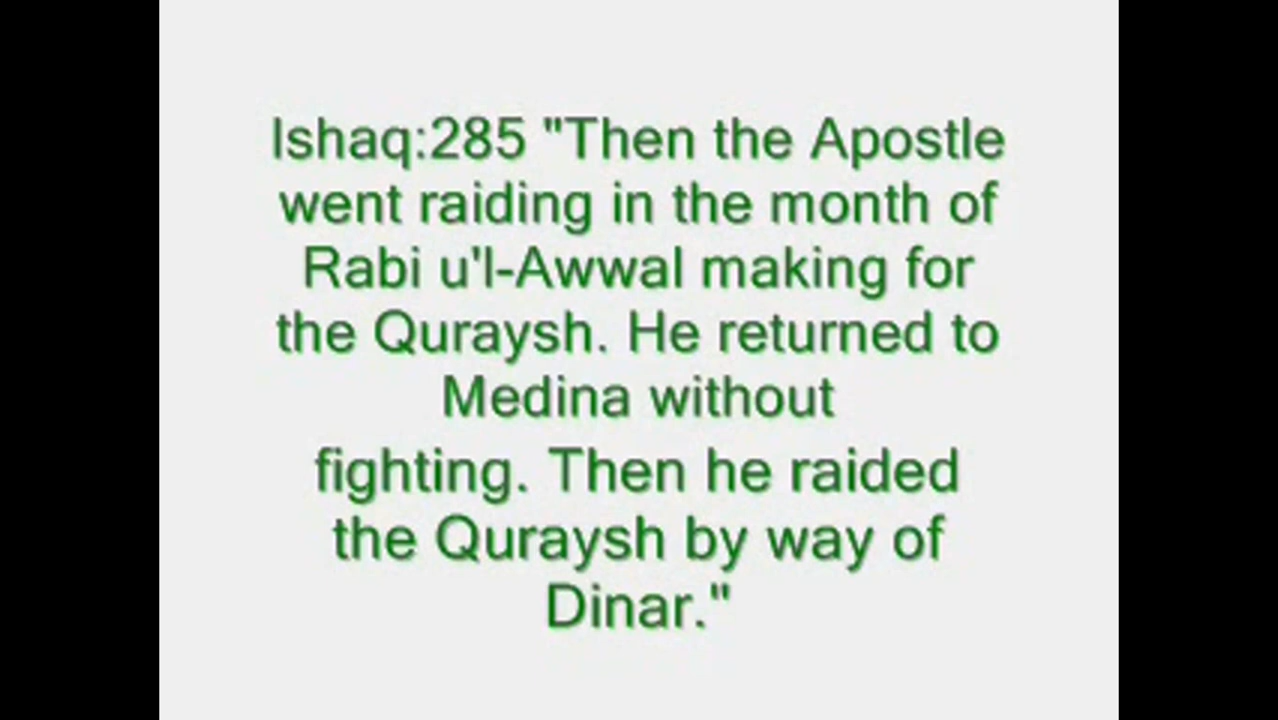 Ishaq:285 "Then the Apostle
went raiding in the month of
Rabi u'l-Awwal making for
the Quraysh. He returned to
Medina without
fighting. Then he raided
the Quraysh by way of
Dinar."